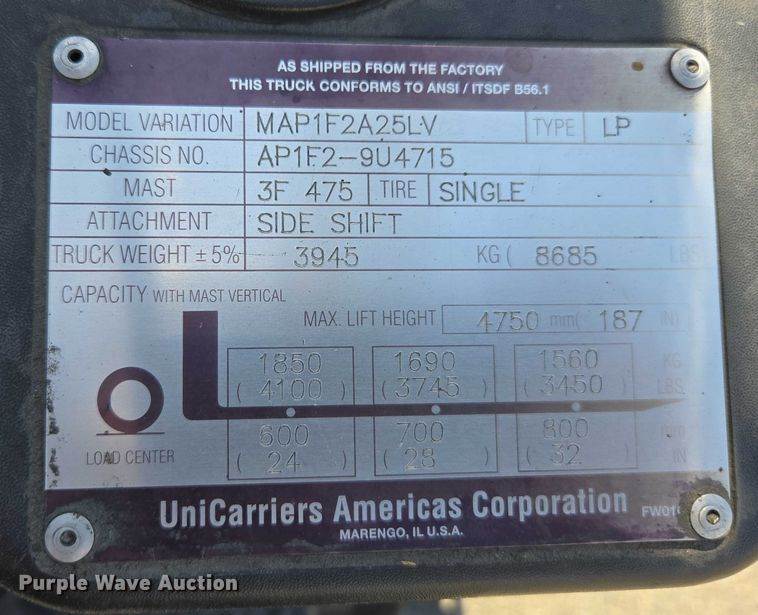 AS SHIPPED FROM THE FACTORY
THIS TRUCK CONFORMS TO ANSI / ITSDF B56.1
MODEL VARIATION MAP1F2A25LV TYPE LP
CHASSIS NO. AP1F2-9U4715
MAST 3F 475 TIRE SINGLE
ATTACHMENT SIDE SHIFT
TRUCK WEIGHT ± 5% 3945 KG ( 8685 LBS
CAPACITY WITH MAST VERTICAL
MAX. LIFT HEIGHT 4750 mm( 187 IN)
1850 1690 1560 KG
(4100) (3745) (3450) LBS
600 700 800 mm
LOAD CENTER ( 24 ) ( 28 ) ( 32 ) IN
UniCarriers Americas Corporation
MARENGO, IL U.S.A.
Purple Wave Auction